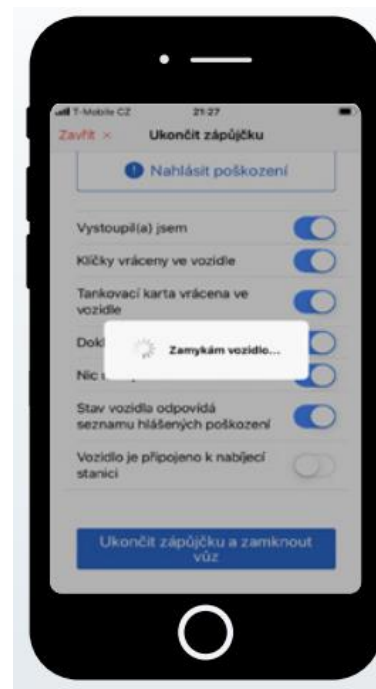 T-Mobile CZ 21:27
Zavřít × Ukončit zápůjčku
Nahlásit poškození
Vystoupil(a) jsem
Klíčky vráceny ve vozidle
Tankovací karta vrácena ve
vozidle
Zamykám vozidlo...
Stav vozidla odpovídá
seznamu hlášených poškození
Vozidlo je připojeno k nabíjecí
stanici
Ukončit zápůjčku a zamknout
vůz